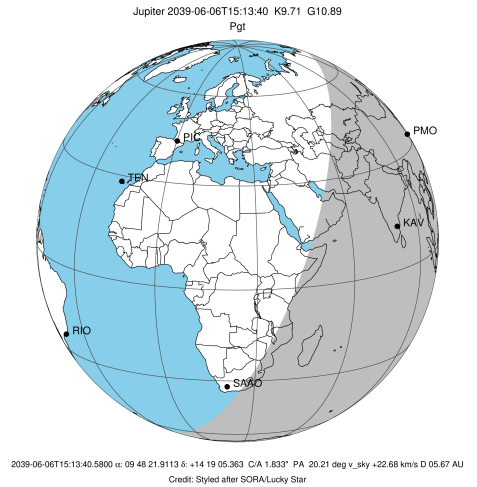 Jupiter 2039-06-06T15:13:40 K9.71 G10.89
Pgt
PMO
PIC
TEN
KAV
RIO
SAAO
2039-06-06T15:13:40.5800 α: 09 48 21.9113 δ: +14 19 05.363 C/A 1.833" PA 20.21 deg v_sky +22.68 km/s D 05.67 AU
Credit: Styled after SORA/Lucky Star